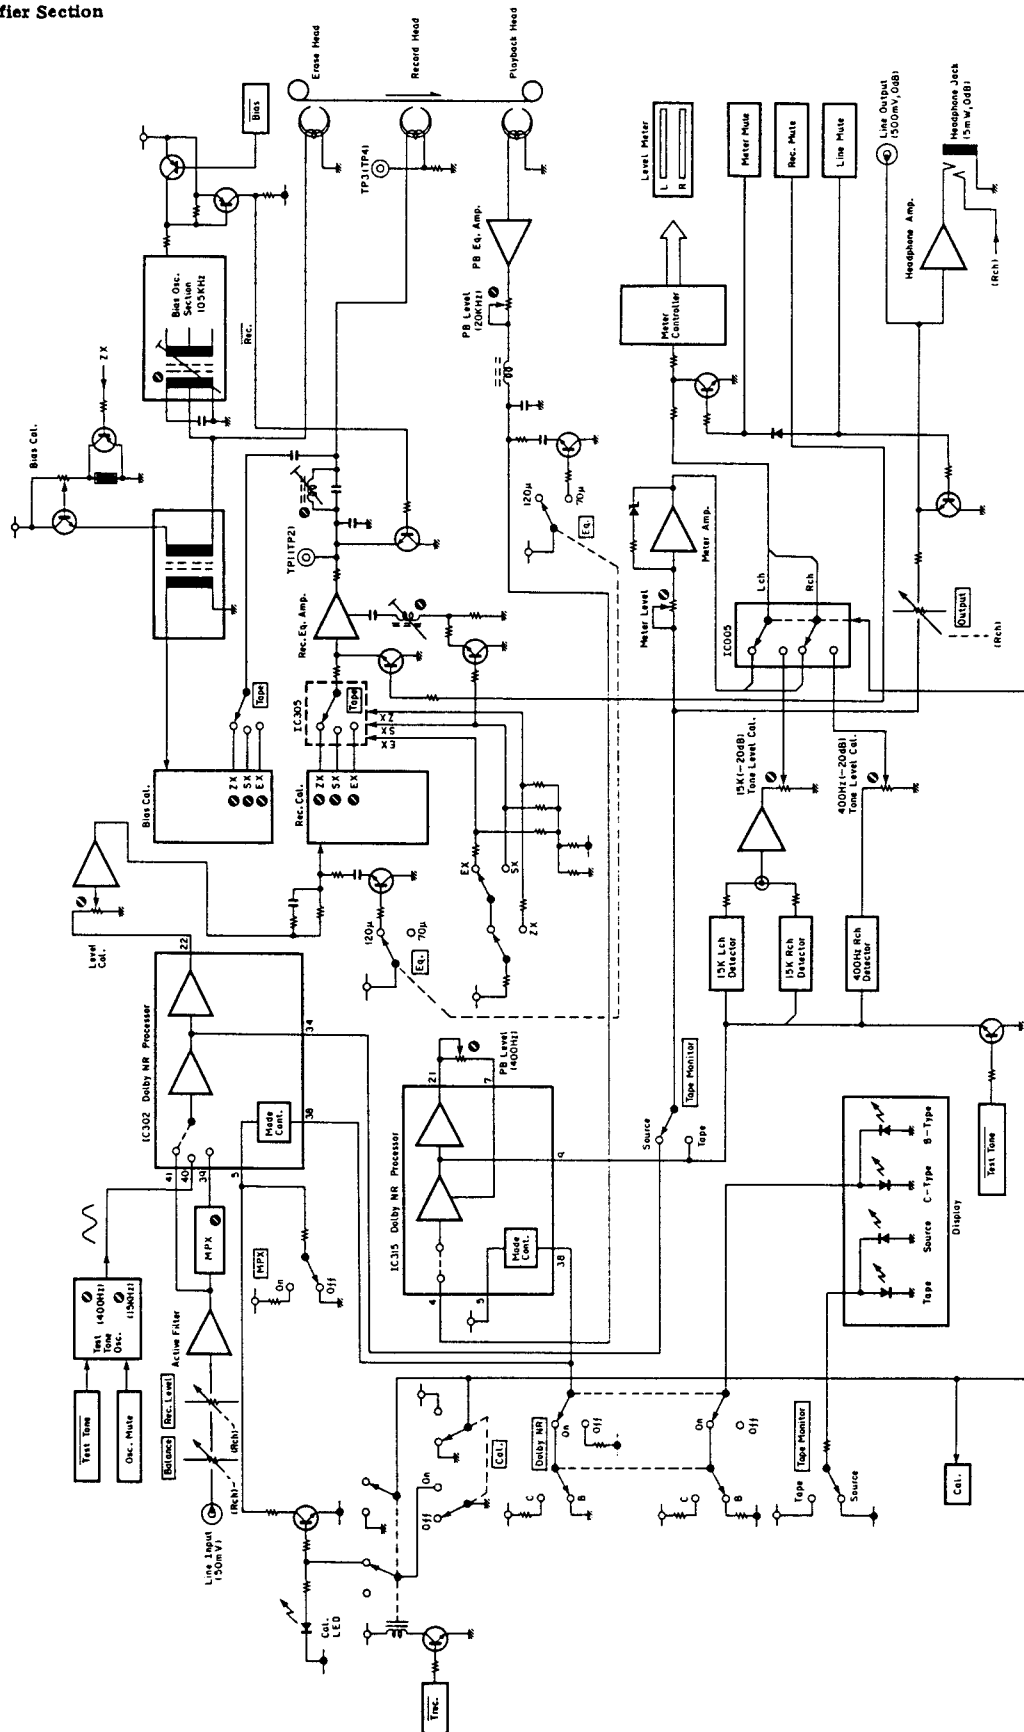 fier Section
Erase Head
Record Head
Playback Head
Bias
TP3(TP4)
Bias Osc.
Section
105KHz
Rec.
ZX
Bias Cal.
PB Eq. Amp.
PB Level
(20KHz)
Level Meter
L
R
Meter
Controller
Meter Mute
Rec. Mute
Line Mute
Line Output
(500mV,0dB)
Headphone Amp.
Headphone Jack
(5mW,0dB)
(Rch)
TP1(TP2)
Rec.Eq.Amp.
120µ
70µ
Eq.
Meter Amp.
Meter Level
Lch
Rch
IC005
Output
(Rch)
Tape
IC305
Tape
ZX
SX
EX
Bias Cal.
ZX
SX
EX
Rec.Cal.
ZX
SX
EX
15K(-20dB)
Tone Level Cal.
400Hz(-20dB)
Tone Level Cal.
Level
Cal.
22
120µ
70µ
Eq.
EX
SX
ZX
15K Lch
Detector
15K Rch
Detector
400Hz Rch
Detector
IC302 Dolby NR Processor
34
38
Mode
Cont.
41
40
39
5
IC315 Dolby NR Processor
21
7
PB Level
(400Hz)
9
4
5
38
Mode
Cont.
Source
Tape
Tape Monitor
Test Tone
Tape
Source
C-Type
B-Type
Display
Test
Tone
Osc.
(400Hz)
(15KHz)
MPX
MPX
On
Off
Active Filter
Test Tone
Osc. Mute
Rec.Level
Balance
(Rch)
(Rch)
Line Input
(50mV)
Cal.
LED
Trec.
On
Off
Cal.
Dolby NR
On
Off
C
B
On
Off
C
B
Tape Monitor
Tape
Source
Cal.